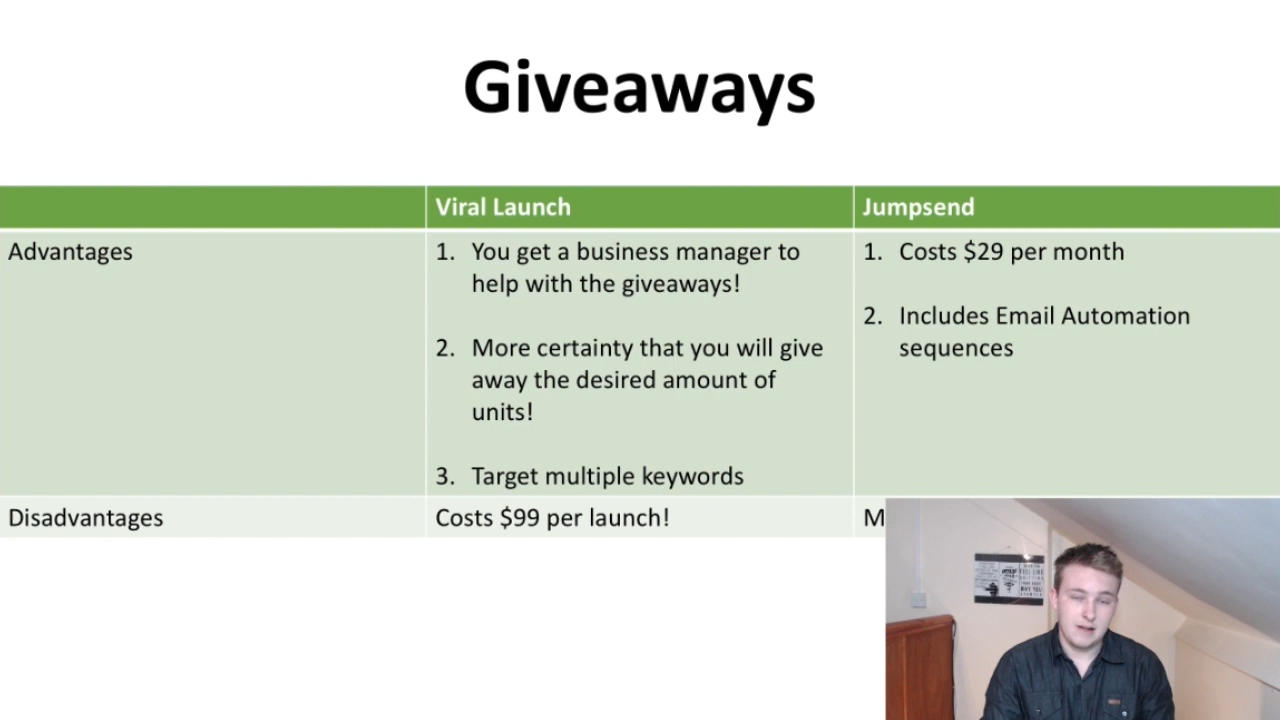 Giveaways
Viral Launch
Jumpsend
Advantages
1. You get a business manager to
help with the giveaways!
2. More certainty that you will give
away the desired amount of
units!
3. Target multiple keywords
1. Costs $29 per month
2. Includes Email Automation
sequences
Disadvantages
Costs $99 per launch!